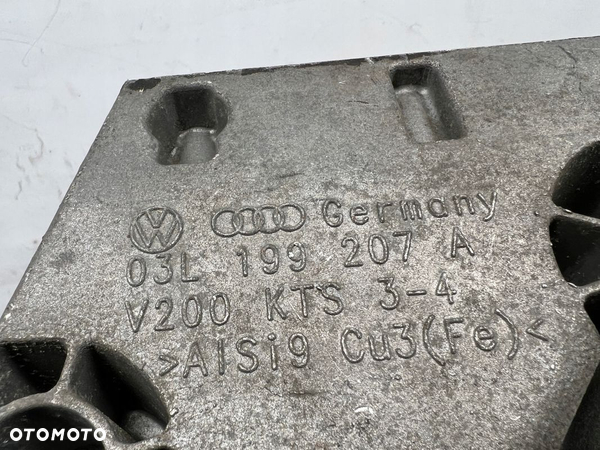 Germany
03L 199 207 A
V200 KTS 3-4
>AlSi9 Cu3(Fe)<
OTOMOTO